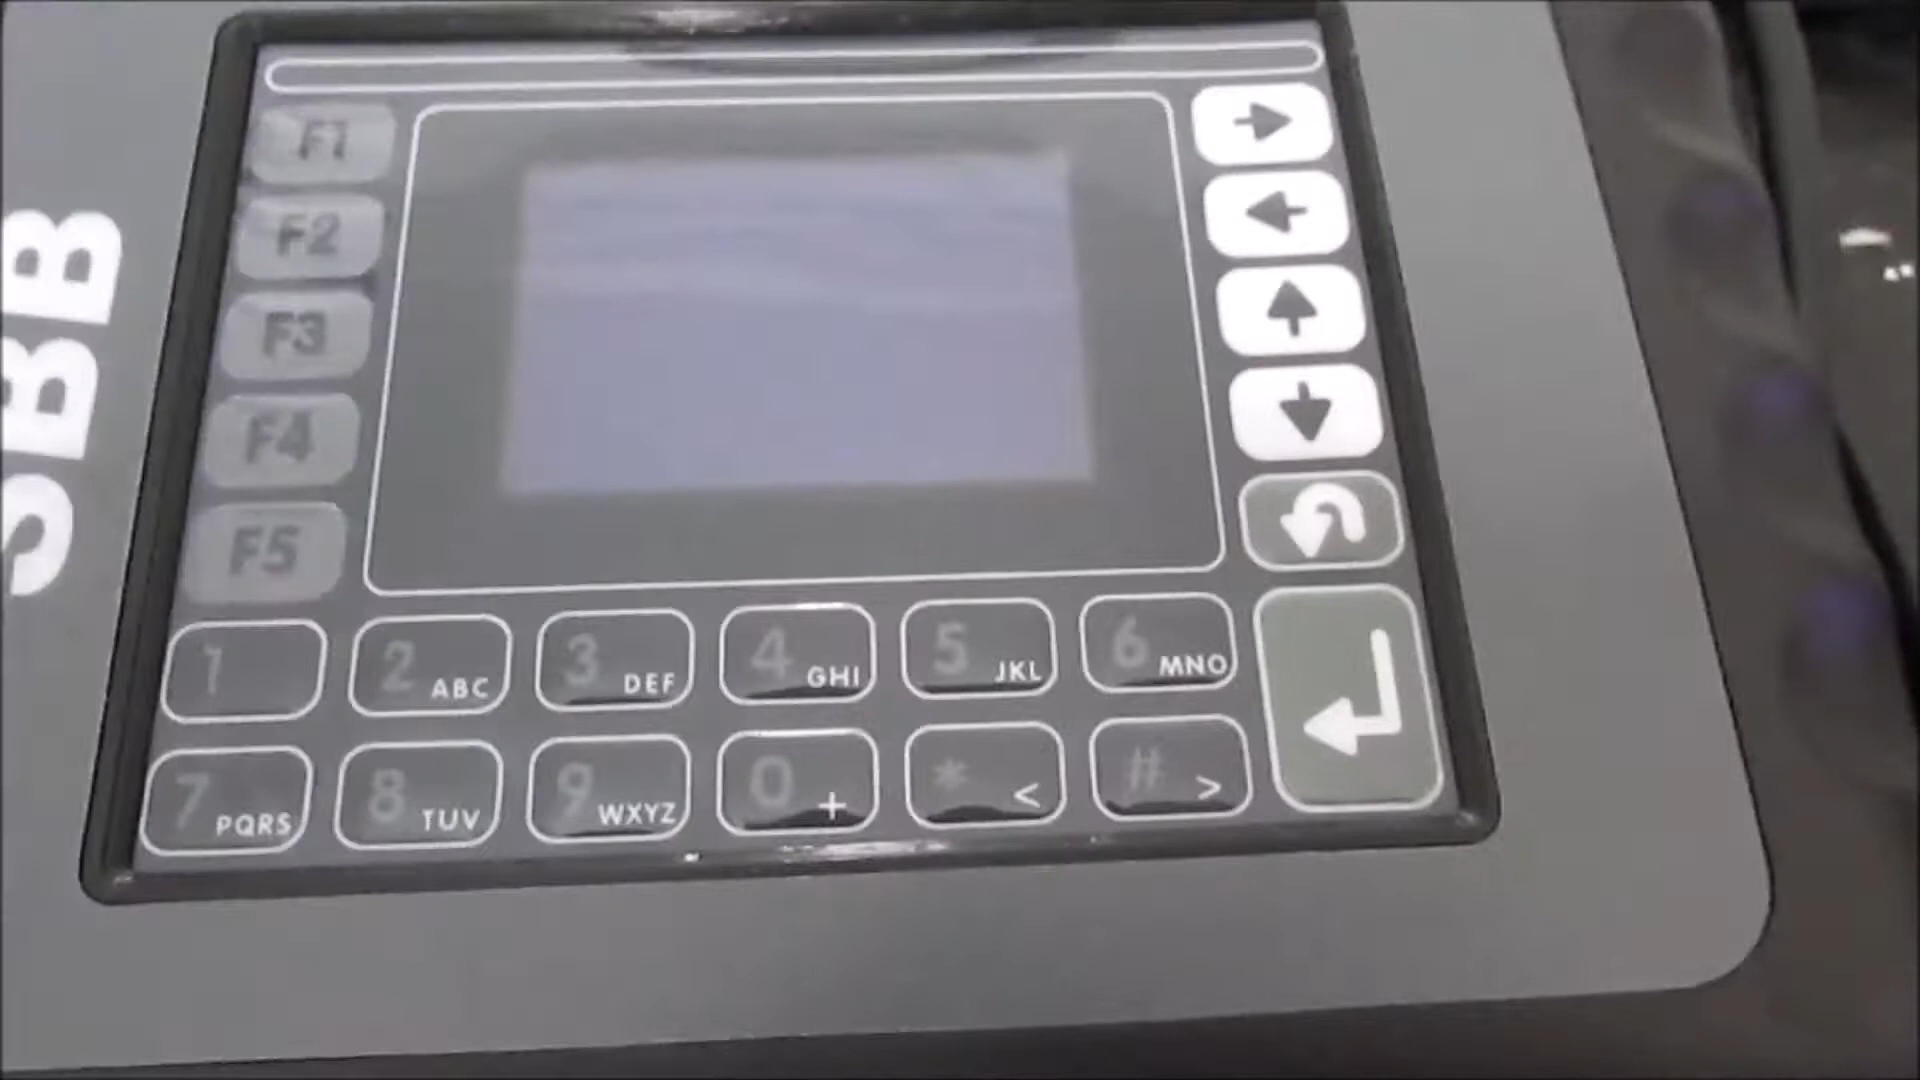 SBB
F1
F2
F3
F4
F5
1
2 ABC
3 DEF
4 GHI
5 JKL
6 MNO
7 PQRS
8 TUV
9 WXYZ
0 +
* <
# >